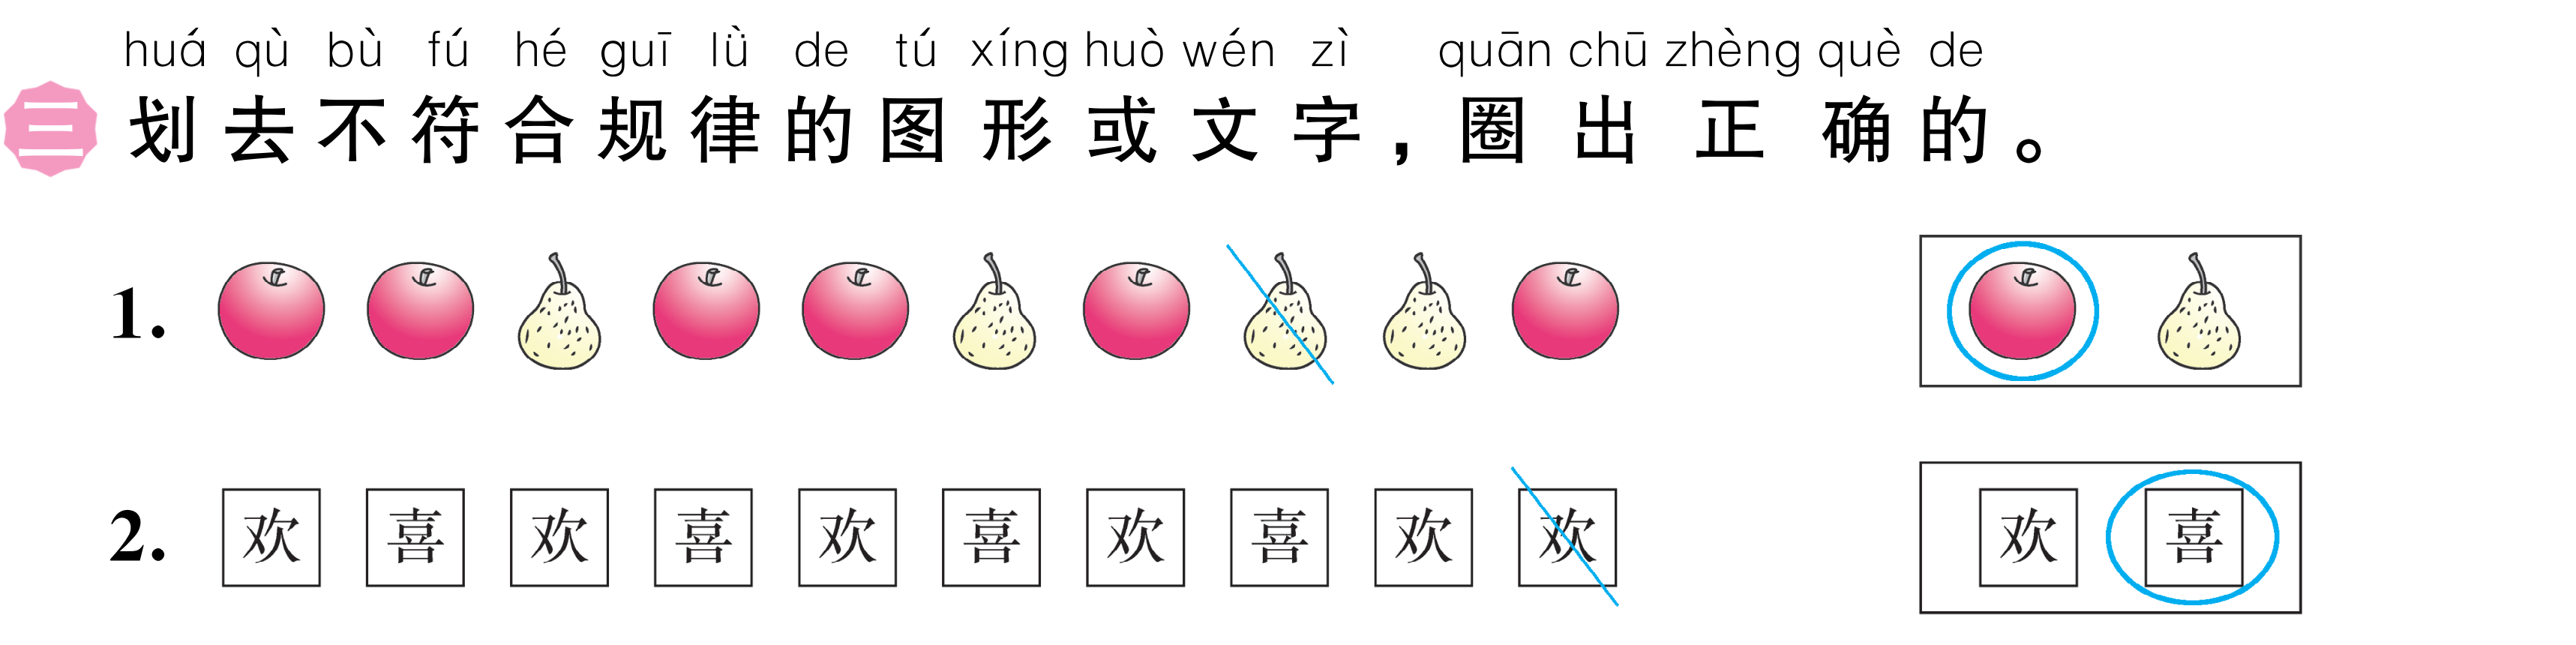 huá qù bù fú hé guī lǜ de tú xíng huò wén zì quān chū zhèng què de
三 划去不符合规律的图形或文字，圈出正确的。
1.
2. 欢 喜 欢 喜 欢 喜 欢 喜 欢 欢 欢 喜